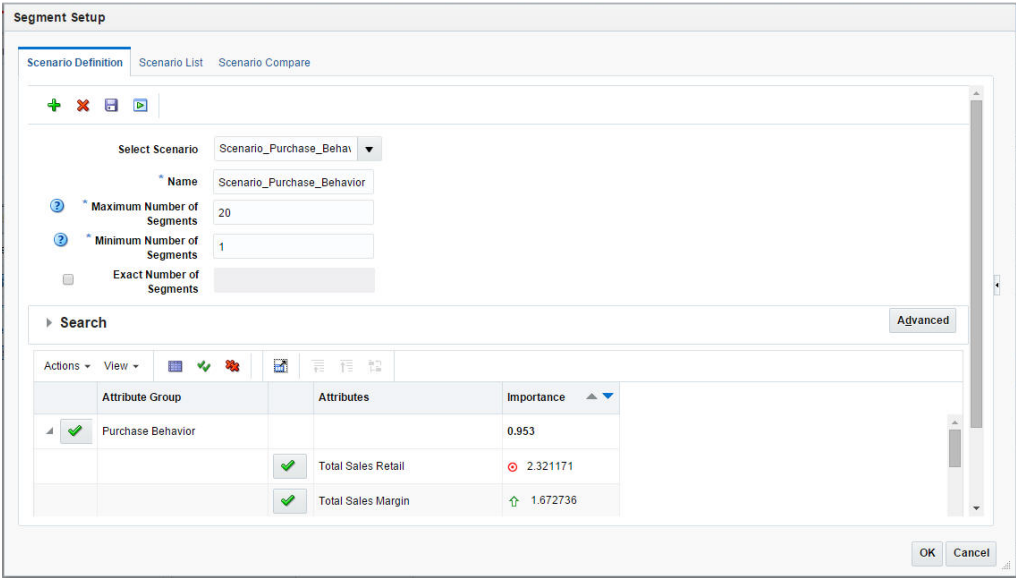 Segment Setup
Scenario Definition Scenario List Scenario Compare
Select Scenario Scenario_Purchase_Behav
* Name Scenario_Purchase_Behavior
* Maximum Number of
Segments 20
* Minimum Number of
Segments 1
Exact Number of
Segments
Search Advanced
Actions View
Attribute Group Attributes Importance
Purchase Behavior 0.953
Total Sales Retail 2.321171
Total Sales Margin 1.672736
OK Cancel